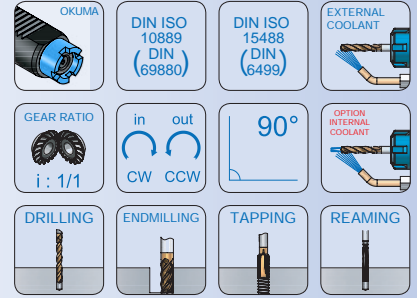 OKUMA
DIN ISO
10889
(DIN
69880)
DIN ISO
15488
(DIN
6499)
EXTERNAL
COOLANT
GEAR RATIO
i : 1/1
in out
CW CCW
90°
OPTION
INTERNAL
COOLANT
DRILLING
ENDMILLING
TAPPING
REAMING